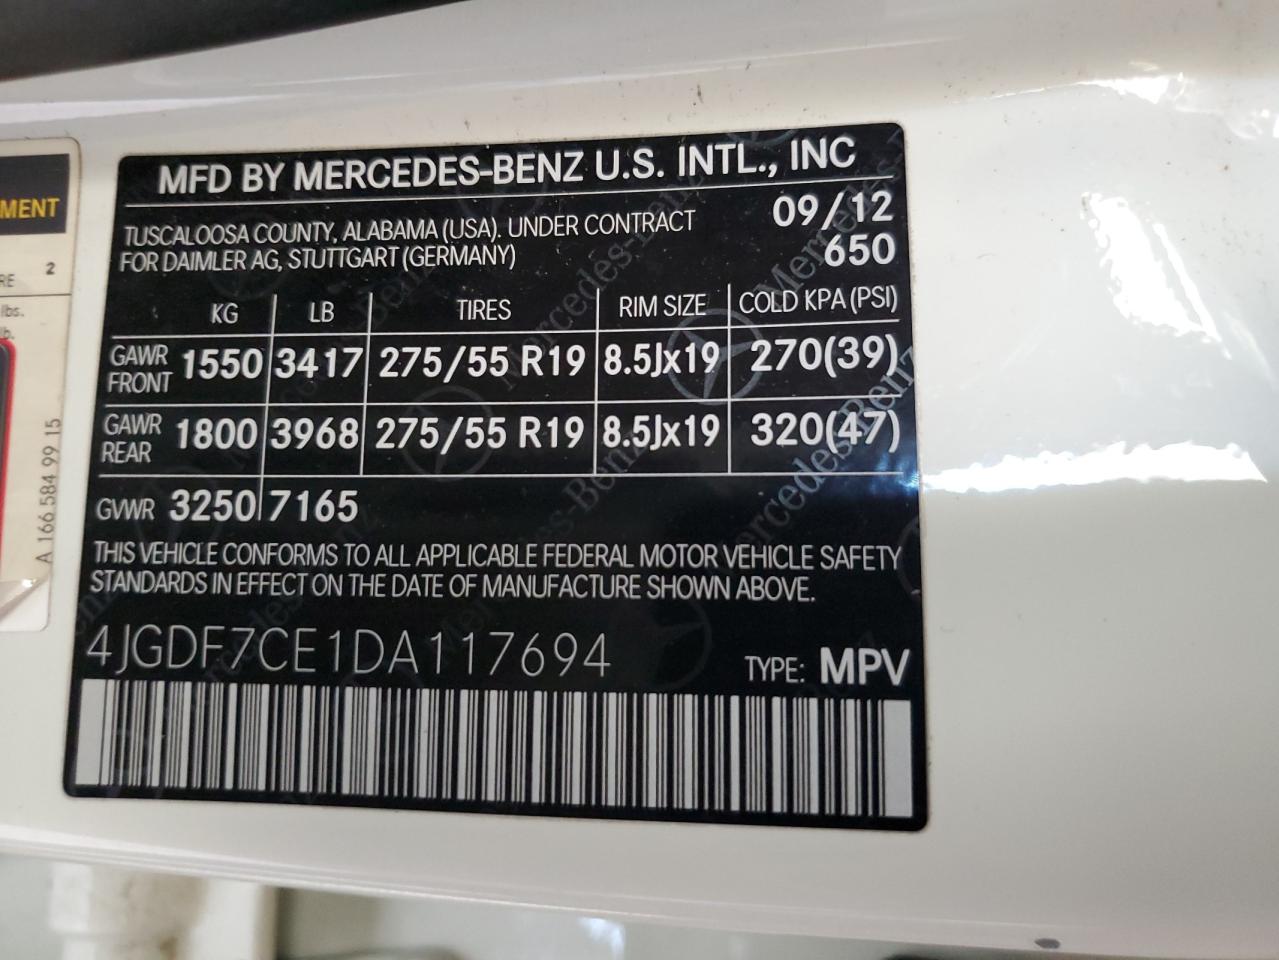 MFD BY MERCEDES-BENZ U.S. INTL., INC
TUSCALOOSA COUNTY, ALABAMA (USA). UNDER CONTRACT 09/12
FOR DAIMLER AG, STUTTGART (GERMANY) 650
KG LB TIRES RIM SIZE COLD KPA (PSI)
GAWR FRONT 1550 3417 275/55 R19 8.5Jx19 270(39)
GAWR REAR 1800 3968 275/55 R19 8.5Jx19 320(47)
GVWR 3250 7165
THIS VEHICLE CONFORMS TO ALL APPLICABLE FEDERAL MOTOR VEHICLE SAFETY
STANDARDS IN EFFECT ON THE DATE OF MANUFACTURE SHOWN ABOVE.
4JGDF7CE1DA117694 TYPE: MPV
MENT
RE 2
lbs.
lb.
A 166 584 99 15